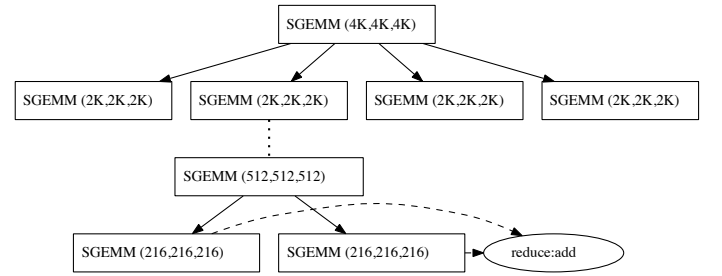 SGEMM (4K,4K,4K)
SGEMM (2K,2K,2K)
SGEMM (2K,2K,2K)
SGEMM (2K,2K,2K)
SGEMM (2K,2K,2K)
SGEMM (512,512,512)
SGEMM (216,216,216)
SGEMM (216,216,216)
reduce:add